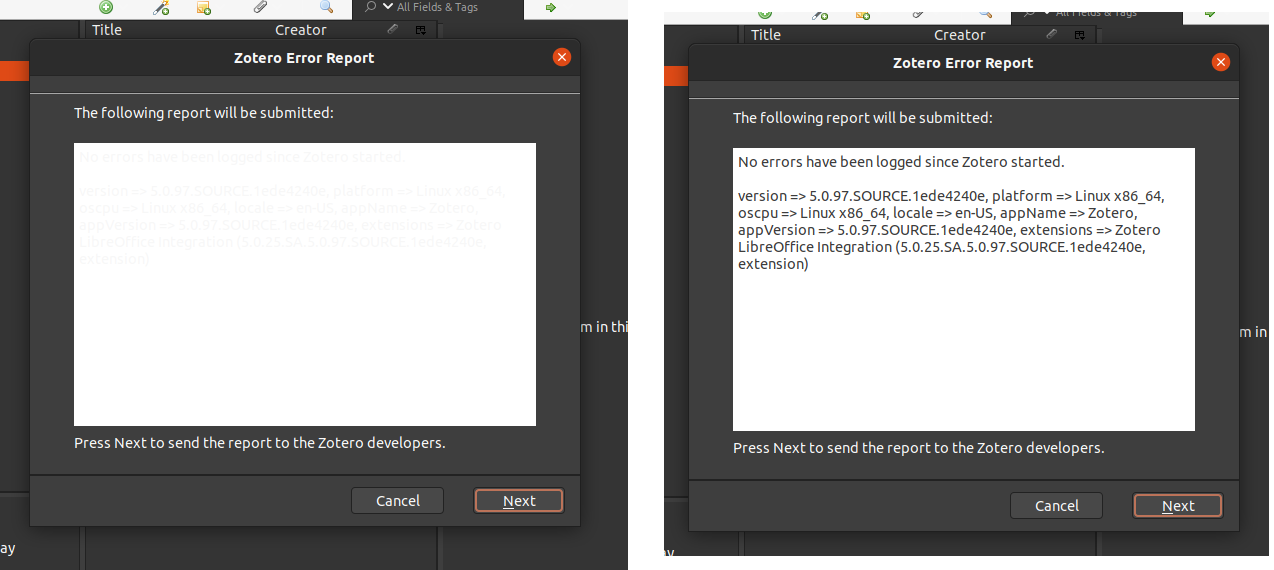 All Fields & Tags
Title
Creator
Zotero Error Report
The following report will be submitted:
No errors have been logged since Zotero started.
version => 5.0.97.SOURCE.1ede4240e, platform => Linux x86_64,
oscpu => Linux x86_64, locale => en-US, appName => Zotero,
appVersion => 5.0.97.SOURCE.1ede4240e, extensions => Zotero
LibreOffice Integration (5.0.25.SA.5.0.97.SOURCE.1ede4240e,
extension)
m in thi
Press Next to send the report to the Zotero developers.
Cancel
Next
ay
All Fields & Tags
Title
Creator
Zotero Error Report
The following report will be submitted:
No errors have been logged since Zotero started.
version => 5.0.97.SOURCE.1ede4240e, platform => Linux x86_64,
oscpu => Linux x86_64, locale => en-US, appName => Zotero,
appVersion => 5.0.97.SOURCE.1ede4240e, extensions => Zotero
LibreOffice Integration (5.0.25.SA.5.0.97.SOURCE.1ede4240e,
extension)
m in
Press Next to send the report to the Zotero developers.
Cancel
Next